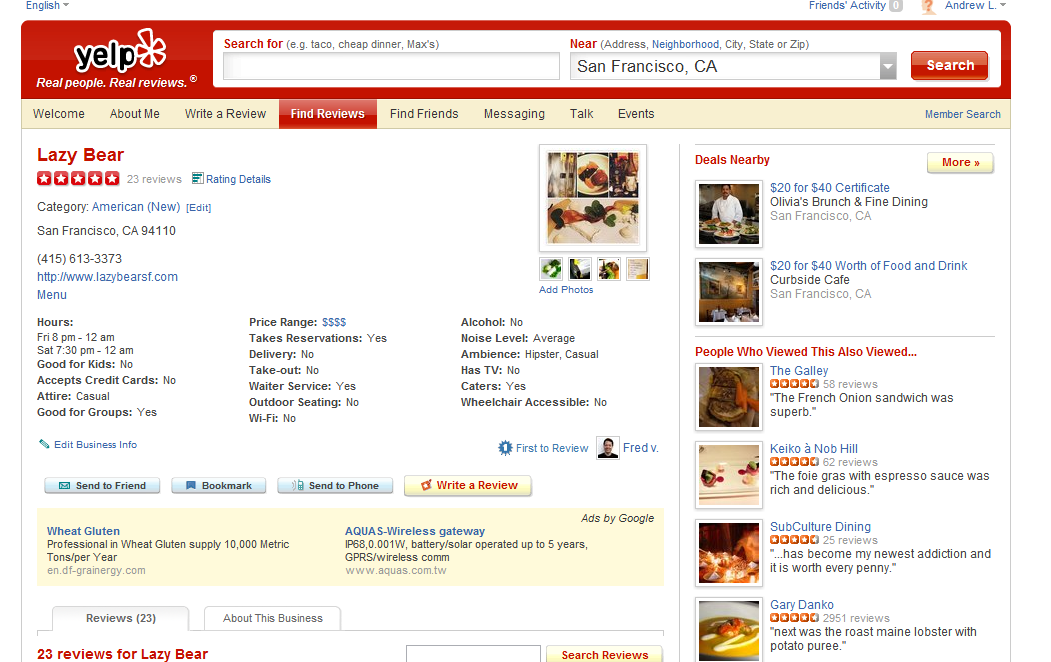 English
Friends' Activity 0
Andrew L.
yelp
Real people. Real reviews. ®
Search for (e.g. taco, cheap dinner, Max's)
Near (Address, Neighborhood, City, State or Zip)
San Francisco, CA
Search
Welcome
About Me
Write a Review
Find Reviews
Find Friends
Messaging
Talk
Events
Member Search
Lazy Bear
23 reviews
Rating Details
Category: American (New) [Edit]
San Francisco, CA 94110
(415) 613-3373
http://www.lazybearsf.com
Menu
Add Photos
Hours:
Fri 8 pm - 12 am
Sat 7:30 pm - 12 am
Good for Kids: No
Accepts Credit Cards: No
Attire: Casual
Good for Groups: Yes
Price Range: $$$$
Takes Reservations: Yes
Delivery: No
Take-out: No
Waiter Service: Yes
Outdoor Seating: No
Wi-Fi: No
Alcohol: No
Noise Level: Average
Ambience: Hipster, Casual
Has TV: No
Caters: Yes
Wheelchair Accessible: No
Edit Business Info
1 First to Review
Fred v.
Send to Friend
Bookmark
Send to Phone
Write a Review
Ads by Google
Wheat Gluten
Professional in Wheat Gluten supply 10,000 Metric
Tons/per Year
en.df-grainergy.com
AQUAS-Wireless gateway
IP68,0.001W, battery/solar operated up to 5 years,
GPRS/wireless comm
www.aquas.com.tw
Reviews (23)
About This Business
23 reviews for Lazy Bear
Search Reviews
Deals Nearby
More »
$20 for $40 Certificate
Olivia's Brunch & Fine Dining
San Francisco, CA
$20 for $40 Worth of Food and Drink
Curbside Cafe
San Francisco, CA
People Who Viewed This Also Viewed...
The Galley
58 reviews
"The French Onion sandwich was
superb."
Keiko à Nob Hill
62 reviews
"The foie gras with espresso sauce was
rich and delicious."
SubCulture Dining
25 reviews
"...has become my newest addiction and
it is worth every penny."
Gary Danko
2951 reviews
"next was the roast maine lobster with
potato puree."